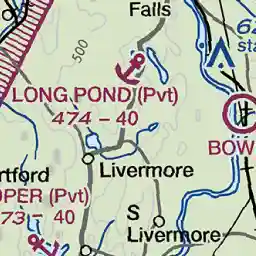 Falls
500
LONG POND (Pvt)
474 – 40
BOW
rtford
Livermore
OPER (Pvt)
73 – 40
S
Livermore